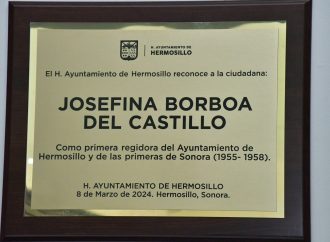 H. AYUNTAMIENTO DE
HERMOSILLO
El H. Ayuntamiento de Hermosillo reconoce a la ciudadana:
JOSEFINA BORBOA
DEL CASTILLO
Como primera regidora del Ayuntamiento de
Hermosillo y de las primeras de Sonora (1955- 1958).
H. AYUNTAMIENTO DE HERMOSILLO
8 de Marzo de 2024. Hermosillo, Sonora.